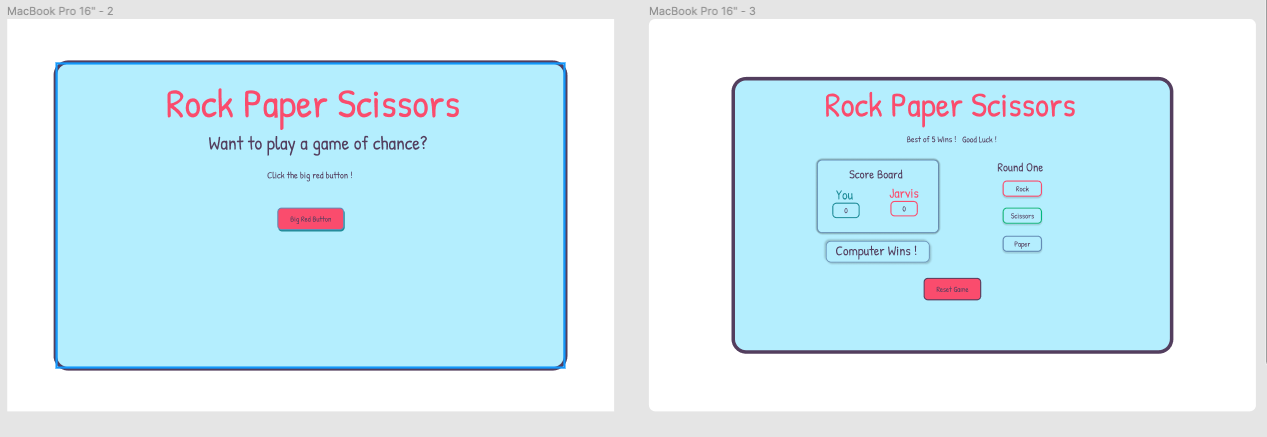 MacBook Pro 16" - 2
Rock Paper Scissors
Want to play a game of chance?
Click the big red button !
Big Red Button
MacBook Pro 16" - 3
Rock Paper Scissors
Best of 5 Wins ! Good Luck !
Score Board
You
Jarvis
0
0
Computer Wins !
Round One
Rock
Scissors
Paper
Reset Game